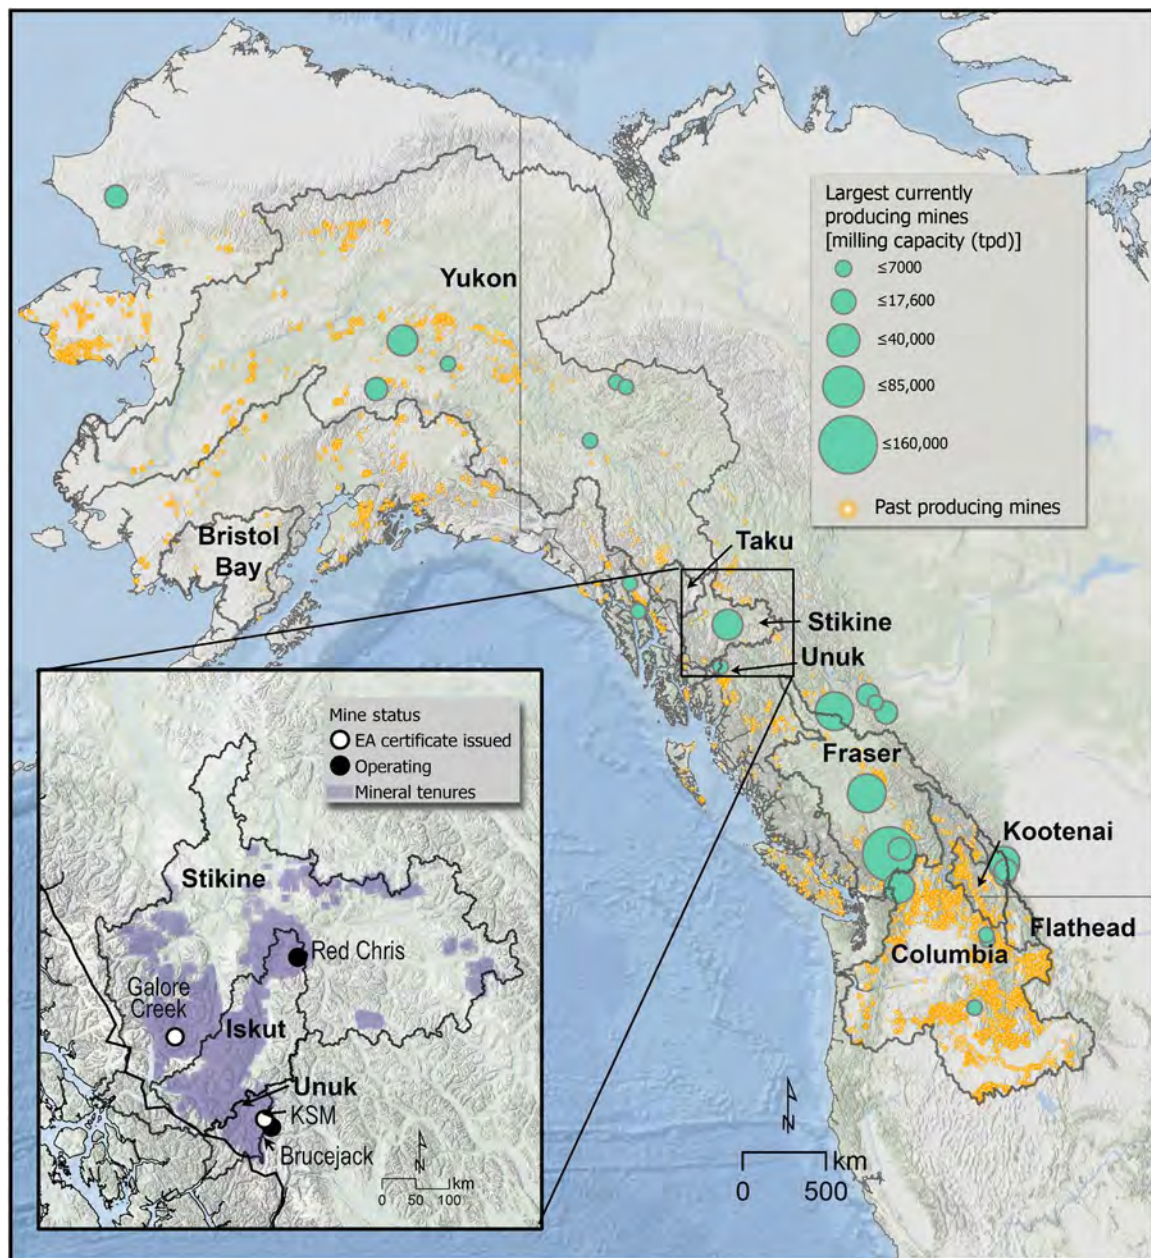 Largest currently
producing mines
[milling capacity (tpd)]
≤7000
≤17,600
≤40,000
≤85,000
≤160,000
Past producing mines
Yukon
Bristol
Bay
Taku
Stikine
Unuk
Fraser
Kootenai
Flathead
Columbia
N
km
0 500
Mine status
EA certificate issued
Operating
Mineral tenures
Stikine
Red Chris
Galore
Creek
Iskut
Unuk
KSM
Brucejack
N
km
0 50 100